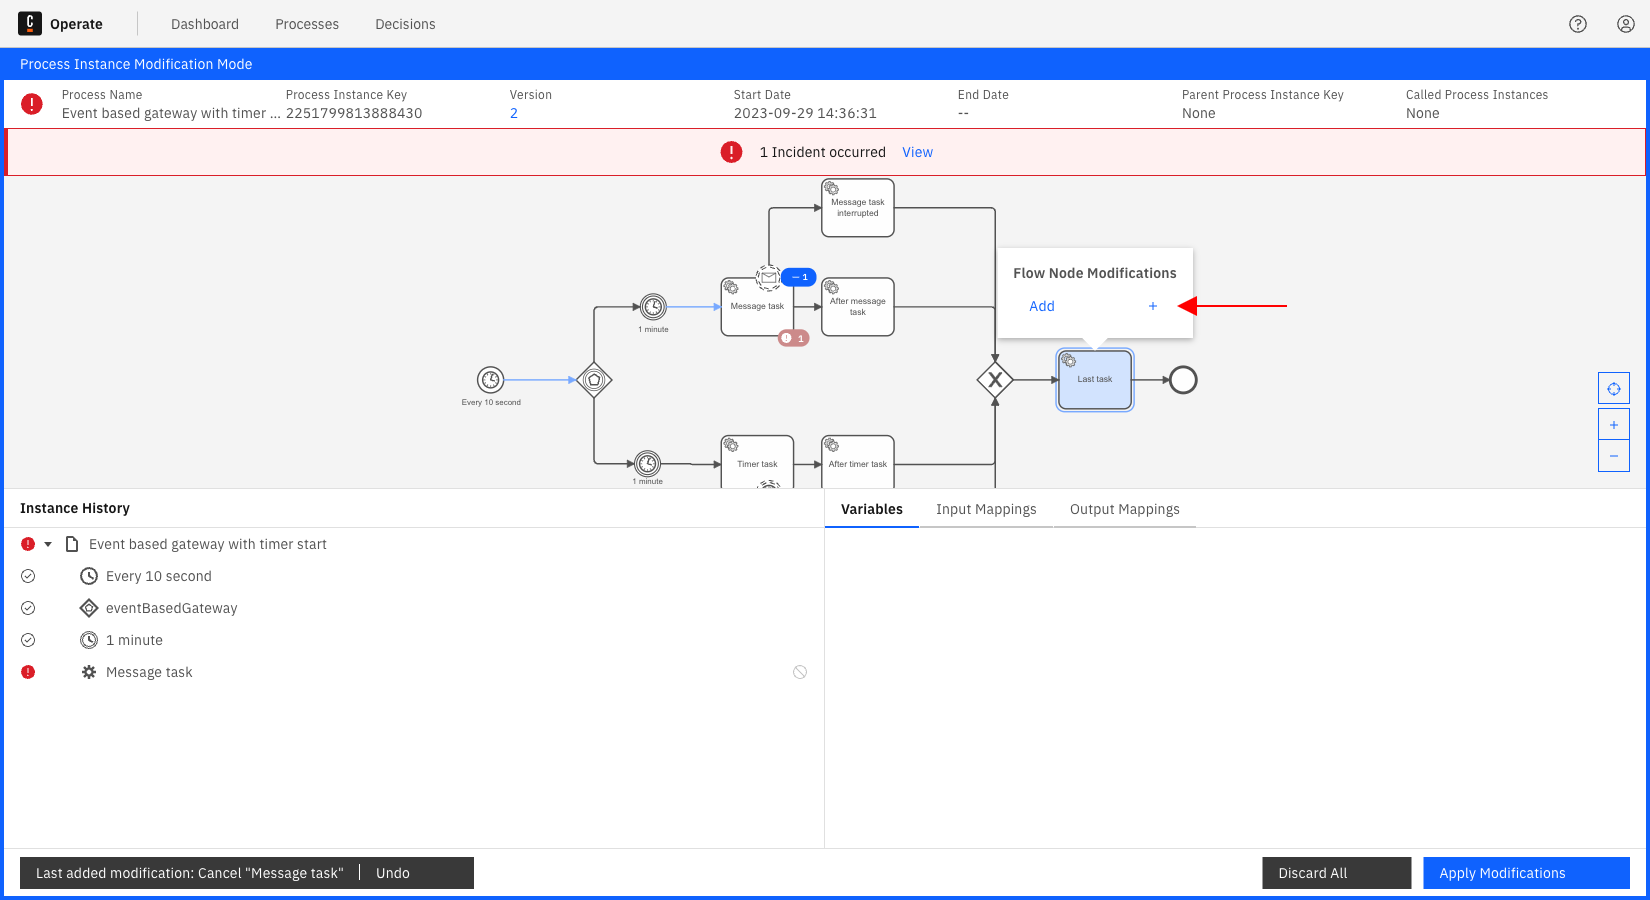 C Operate Dashboard Processes Decisions
Process Instance Modification Mode
Process Name Process Instance Key Version Start Date End Date Parent Process Instance Key Called Process Instances
Event based gateway with timer ... 2251799813888430 2 2023-09-29 14:36:31 -- None None
1 Incident occurred View
Message task
interrupted
Flow Node Modifications
Add +
− 1
Message task
After message
task
1 minute
1
Every 10 second
X
Last task
Timer task
After timer task
1 minute
+
−
Instance History
Variables Input Mappings Output Mappings
Event based gateway with timer start
Every 10 second
eventBasedGateway
1 minute
Message task
Last added modification: Cancel "Message task" Undo
Discard All
Apply Modifications